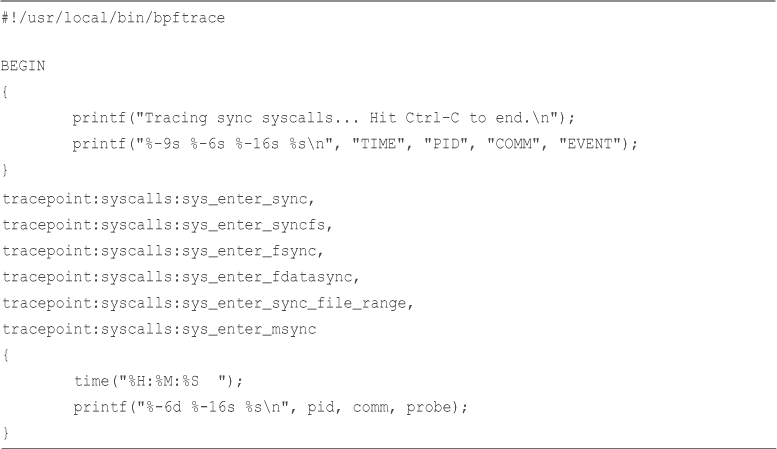 #!/usr/local/bin/bpftrace

BEGIN
{
        printf("Tracing sync syscalls... Hit Ctrl-C to end.\n");
        printf("%-9s %-6s %-16s %s\n", "TIME", "PID", "COMM", "EVENT");
}
tracepoint:syscalls:sys_enter_sync,
tracepoint:syscalls:sys_enter_syncfs,
tracepoint:syscalls:sys_enter_fsync,
tracepoint:syscalls:sys_enter_fdatasync,
tracepoint:syscalls:sys_enter_sync_file_range,
tracepoint:syscalls:sys_enter_msync
{
        time("%H:%M:%S  ");
        printf("%-6d %-16s %s\n", pid, comm, probe);
}